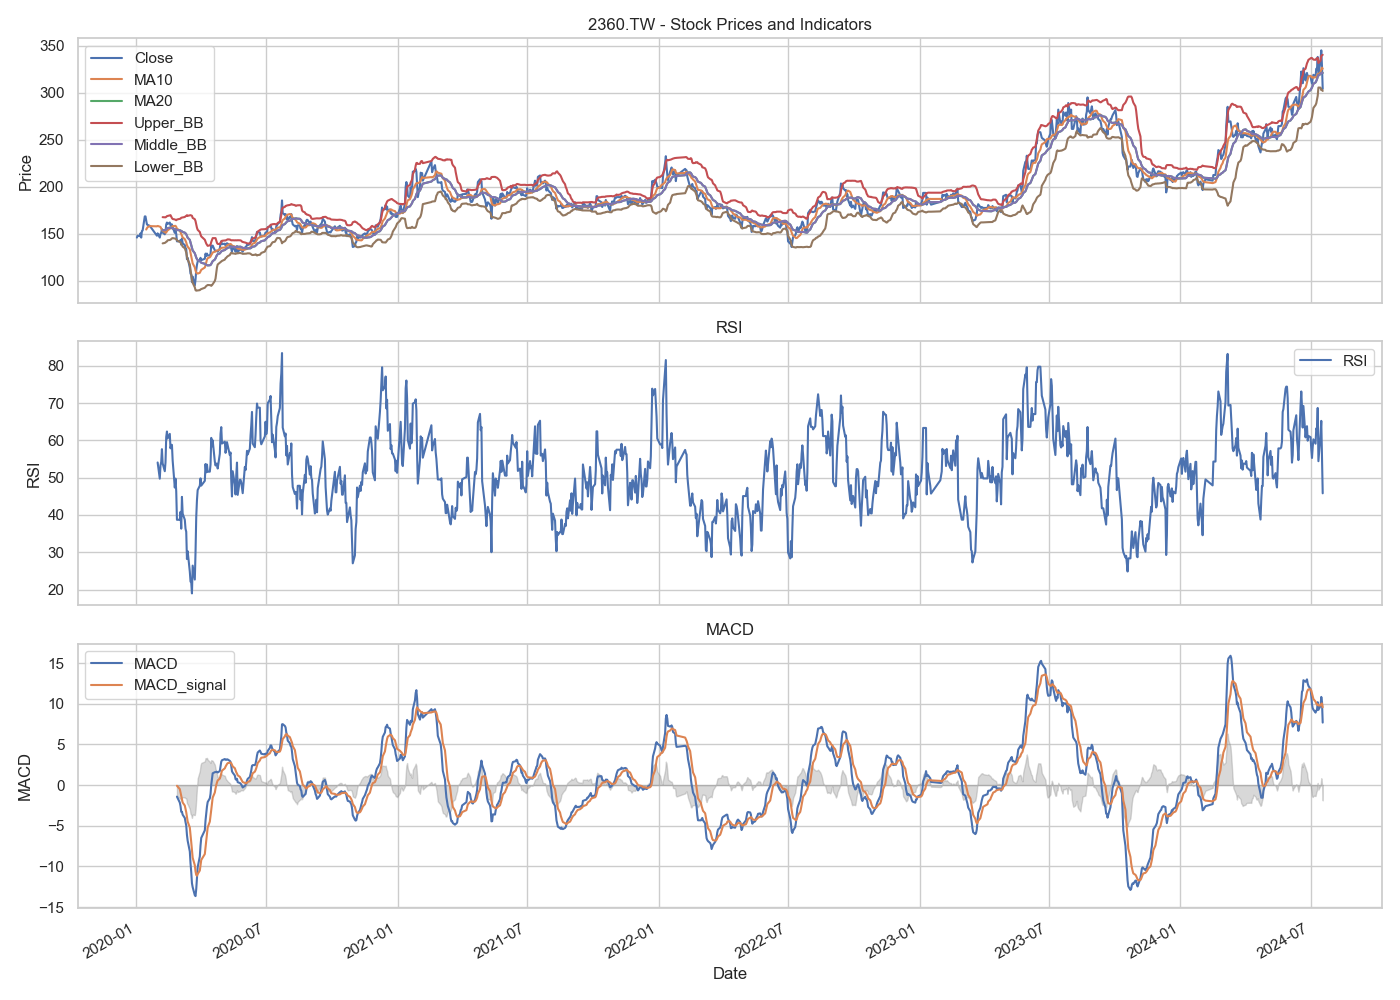 2360.TW - Stock Prices and Indicators
Price
350
300
250
200
150
100
Close
MA10
MA20
Upper_BB
Middle_BB
Lower_BB
RSI
RSI
80
70
60
50
40
30
20
RSI
MACD
MACD
15
10
5
0
−5
−10
−15
MACD
MACD_signal
2020-01
2020-07
2021-01
2021-07
2022-01
2022-07
2023-01
2023-07
2024-01
2024-07
Date